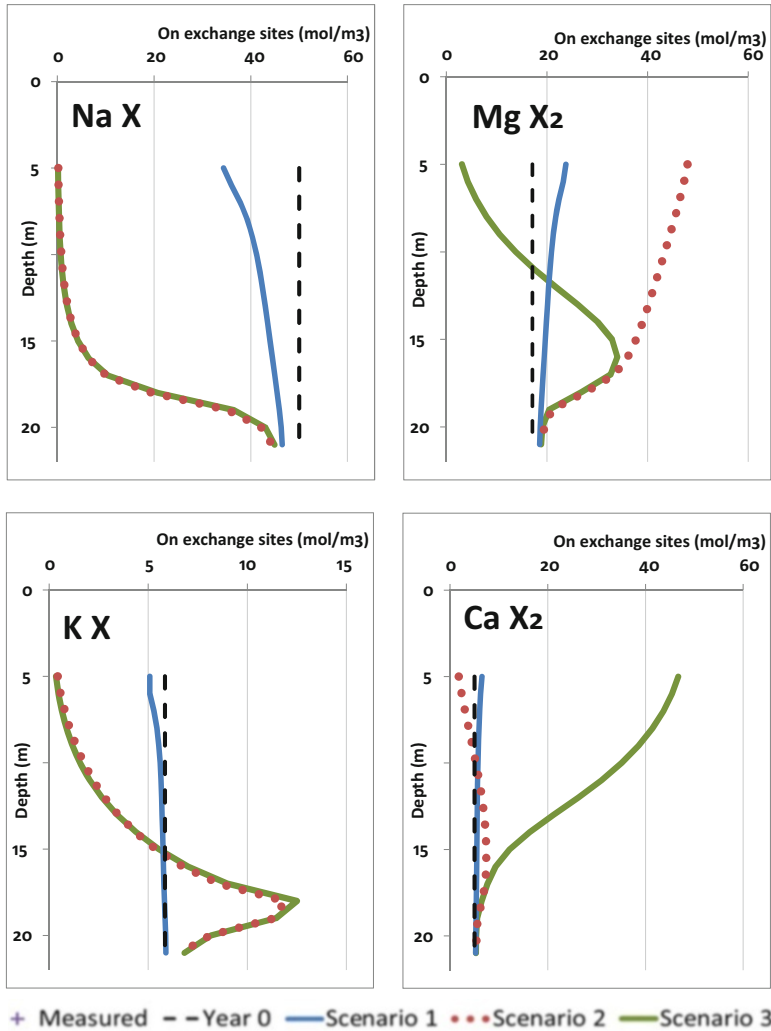 On exchange sites (mol/m3)
0 20 40 60
0
Na X
5
Depth (m)
15
20
On exchange sites (mol/m3)
0 20 40 60
0
Mg X2
5
Depth (m)
15
20
On exchange sites (mol/m3)
0 5 10 15
0
K X
5
Depth (m)
15
20
On exchange sites (mol/m3)
0 20 40 60
0
Ca X2
5
Depth (m)
15
20
Measured Year 0 Scenario 1 Scenario 2 Scenario 3